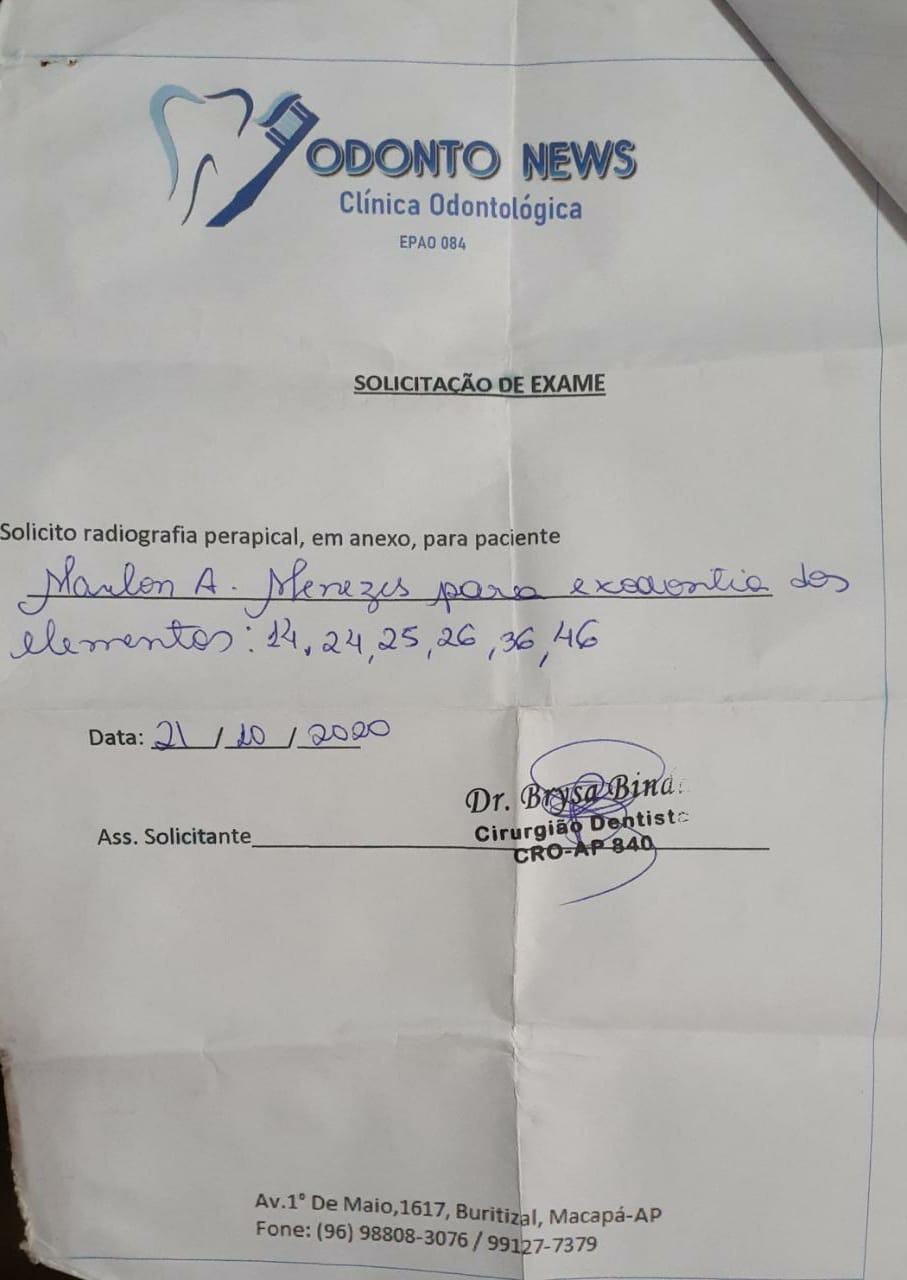 ODONTO NEWS
Clínica Odontológica
EPAO 084
SOLICITAÇÃO DE EXAME
Solicito radiografia perapical, em anexo, para paciente
Marlon A. Menezes para exodontia dos
elementos: 14, 24, 25, 26, 36, 46
Data: 21 / 10 / 2020
Dr. Brysa
Cirurgião Dentista
Ass. Solicitante
CRO-AP 840
Av.1° De Maio,1617, Buritizal, Macapá-AP
Fone: (96) 98808-3076 / 99127-7379